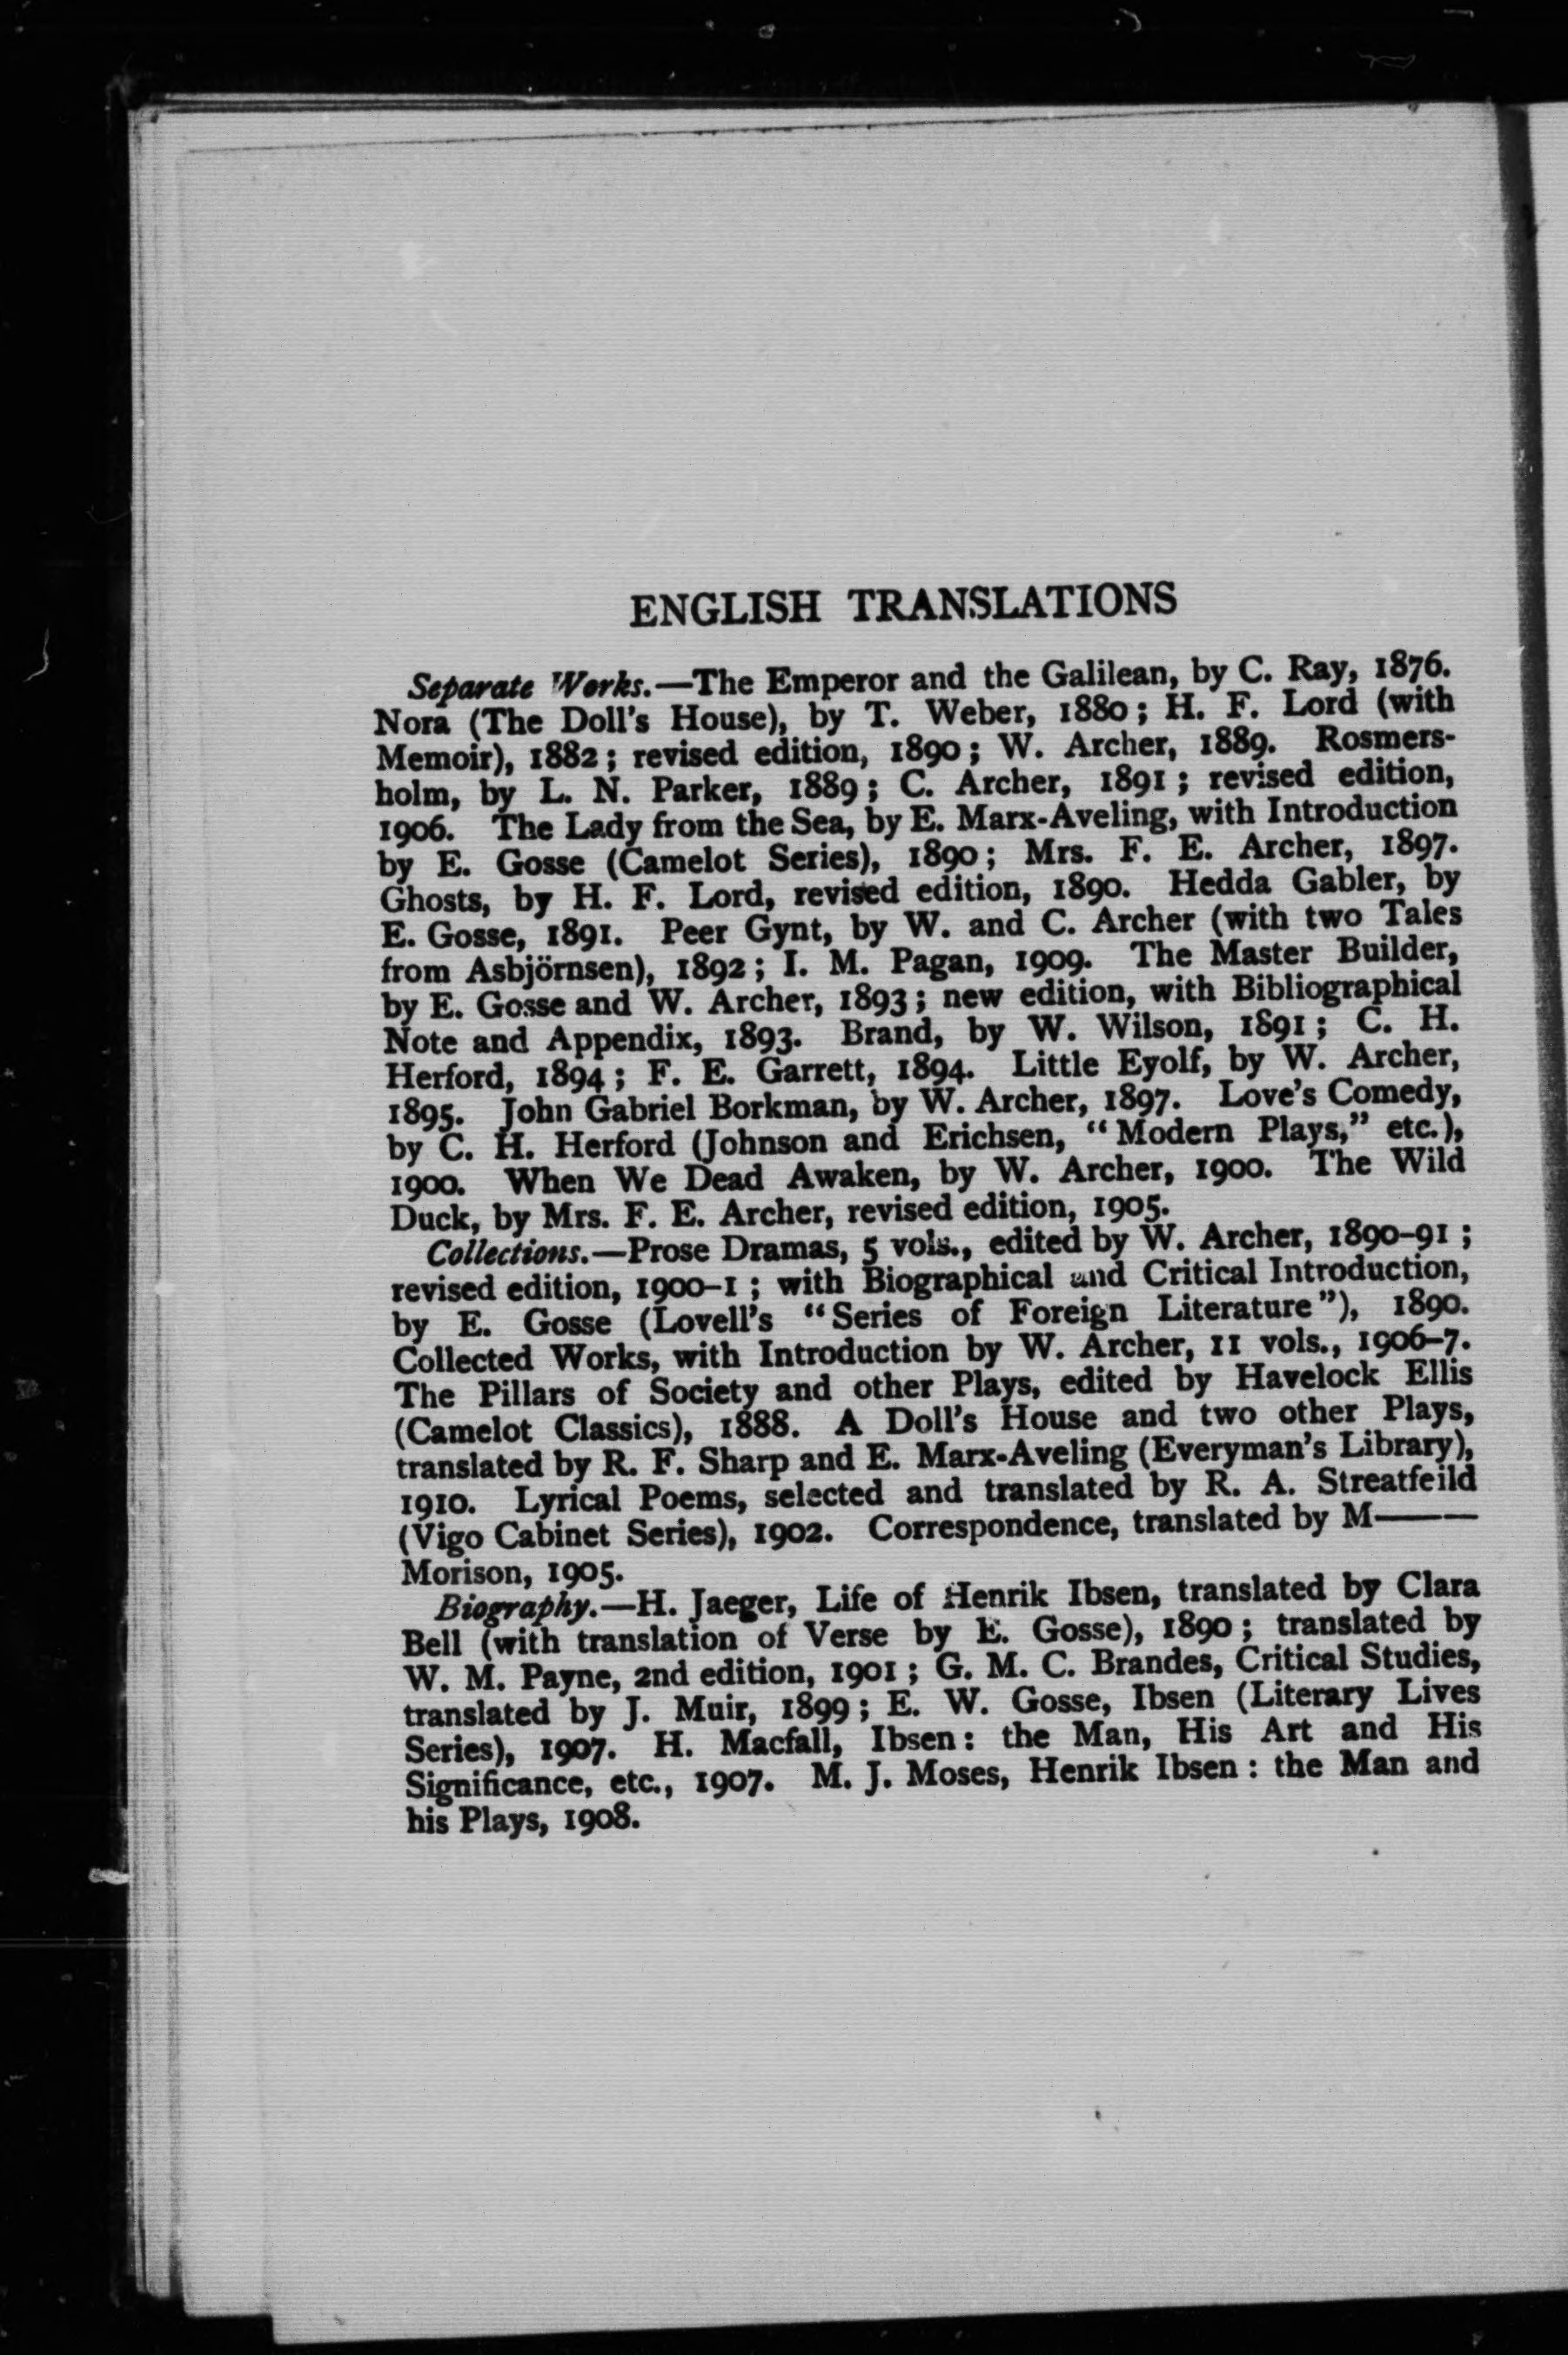 ENGLISH TRANSLATIONS
Separate Works.—The Emperor and the Galilean, by C. Ray, 1876.
Nora (The Doll's House), by T. Weber, 1880; H. F. Lord (with
Memoir), 1882; revised edition, 1890; W. Archer, 1889. Rosmers-
holm, by L. N. Parker, 1889; C. Archer, 1891; revised edition,
1906. The Lady from the Sea, by E. Marx-Aveling, with Introduction
by E. Gosse (Camelot Series), 1890; Mrs. F. E. Archer, 1897.
Ghosts, by H. F. Lord, revised edition, 1890. Hedda Gabler, by
E. Gosse, 1891. Peer Gynt, by W. and C. Archer (with two Tales
from Asbjörnsen), 1892; I. M. Pagan, 1909. The Master Builder,
by E. Gosse and W. Archer, 1893; new edition, with Bibliographical
Note and Appendix, 1893. Brand, by W. Wilson, 1891; C. H.
Herford, 1894; F. E. Garrett, 1894. Little Eyolf, by W. Archer,
1895. John Gabriel Borkman, by W. Archer, 1897. Love's Comedy,
by C. H. Herford (Johnson and Erichsen, "Modern Plays," etc.),
1900. When We Dead Awaken, by W. Archer, 1900. The Wild
Duck, by Mrs. F. E. Archer, revised edition, 1905.
Collections.—Prose Dramas, 5 vols., edited by W. Archer, 1890-91;
revised edition, 1900-1; with Biographical and Critical Introduction,
by E. Gosse (Lovell's "Series of Foreign Literature"), 1890.
Collected Works, with Introduction by W. Archer, 11 vols., 1906-7.
The Pillars of Society and other Plays, edited by Havelock Ellis
(Camelot Classics), 1888. A Doll's House and two other Plays,
translated by R. F. Sharp and E. Marx-Aveling (Everyman's Library),
1910. Lyrical Poems, selected and translated by R. A. Streatfeild
(Vigo Cabinet Series), 1902. Correspondence, translated by M———
Morison, 1905.
Biography.—H. Jaeger, Life of Henrik Ibsen, translated by Clara
Bell (with translation of Verse by E. Gosse), 1890; translated by
W. M. Payne, 2nd edition, 1901; G. M. C. Brandes, Critical Studies,
translated by J. Muir, 1899; E. W. Gosse, Ibsen (Literary Lives
Series), 1907. H. Macfall, Ibsen: the Man, His Art and His
Significance, etc., 1907. M. J. Moses, Henrik Ibsen: the Man and
his Plays, 1908.